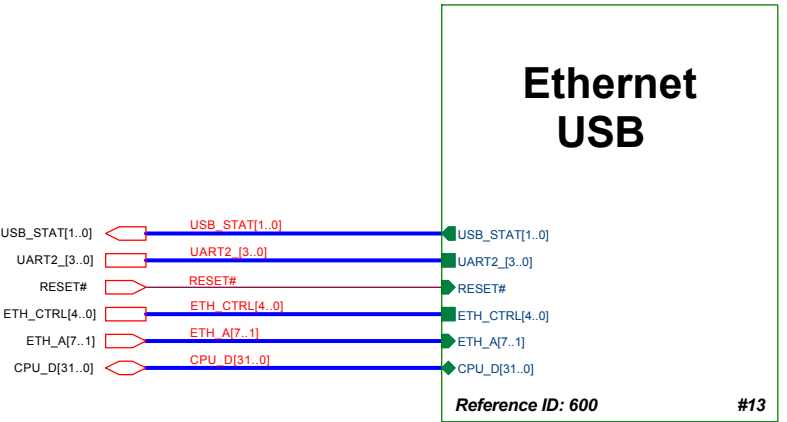 Ethernet
USB
USB_STAT[1..0] USB_STAT[1..0] USB_STAT[1..0]
UART2_[3..0] UART2_[3..0] UART2_[3..0]
RESET# RESET# RESET#
ETH_CTRL[4..0] ETH_CTRL[4..0] ETH_CTRL[4..0]
ETH_A[7..1] ETH_A[7..1] ETH_A[7..1]
CPU_D[31..0] CPU_D[31..0] CPU_D[31..0]
Reference ID: 600 #13